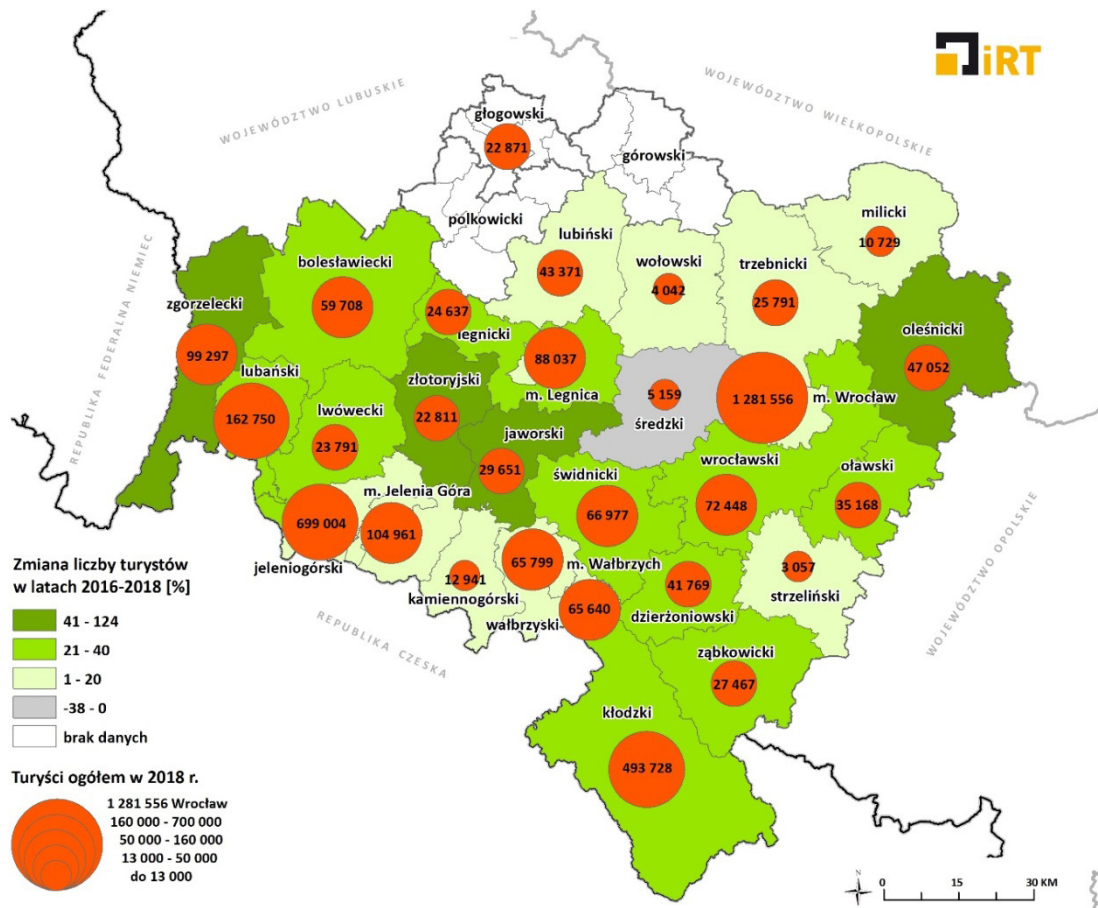 iRT
WOJEWÓDZTWO LUBUSKIE
WOJEWÓDZTWO WIELKOPOLSKIE
głogowski
22 871
górowski
polkowicki
milicki
10 729
lubiński
43 371
wołowski
4 042
trzebnicki
25 791
REPUBLIKA FEDERALNA NIEMIEC
bolesławiecki
59 708
zgorzelecki
99 297
24 637
legnicki
oleśnicki
47 052
88 037
m. Legnica
złotoryjski
22 811
5 159
średzki
1 281 556
m. Wrocław
lubański
162 750
lwówecki
23 791
jaworski
29 651
świdnicki
66 977
wrocławski
72 448
oławski
35 168
m. Jelenia Góra
104 961
699 004
jeleniogórski
12 941
kamiennogórski
65 799
m. Wałbrzych
wałbrzyski
65 640
41 769
dzierżoniowski
3 057
strzeliński
WOJEWÓDZTWO OPOLSKIE
REPUBLIKA CZESKA
ząbkowicki
27 467
kłodzki
493 728
Zmiana liczby turystów
w latach 2016-2018 [%]
41 - 124
21 - 40
1 - 20
-38 - 0
brak danych
Turyści ogółem w 2018 r.
1 281 556 Wrocław
160 000 - 700 000
50 000 - 160 000
13 000 - 50 000
do 13 000
N
0 15 30 KM